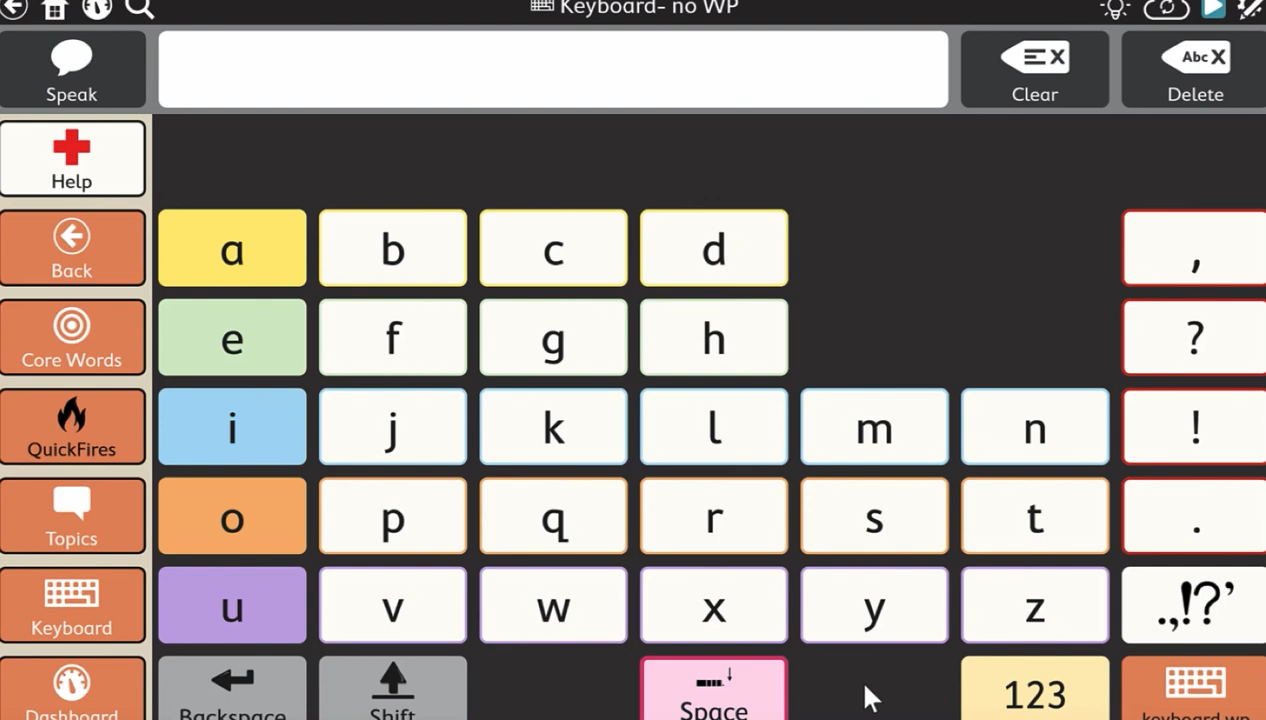 Keyboard- no WP
Speak
Clear
Abc X
Delete
Help
Back
a b c d ,
Core Words
e f g h ?
QuickFires
i j k l m n !
Topics
o p q r s t .
Keyboard
u v w x y z .,!?’
Dashboard
Backspace
Shift
Space
123
keyboard wp